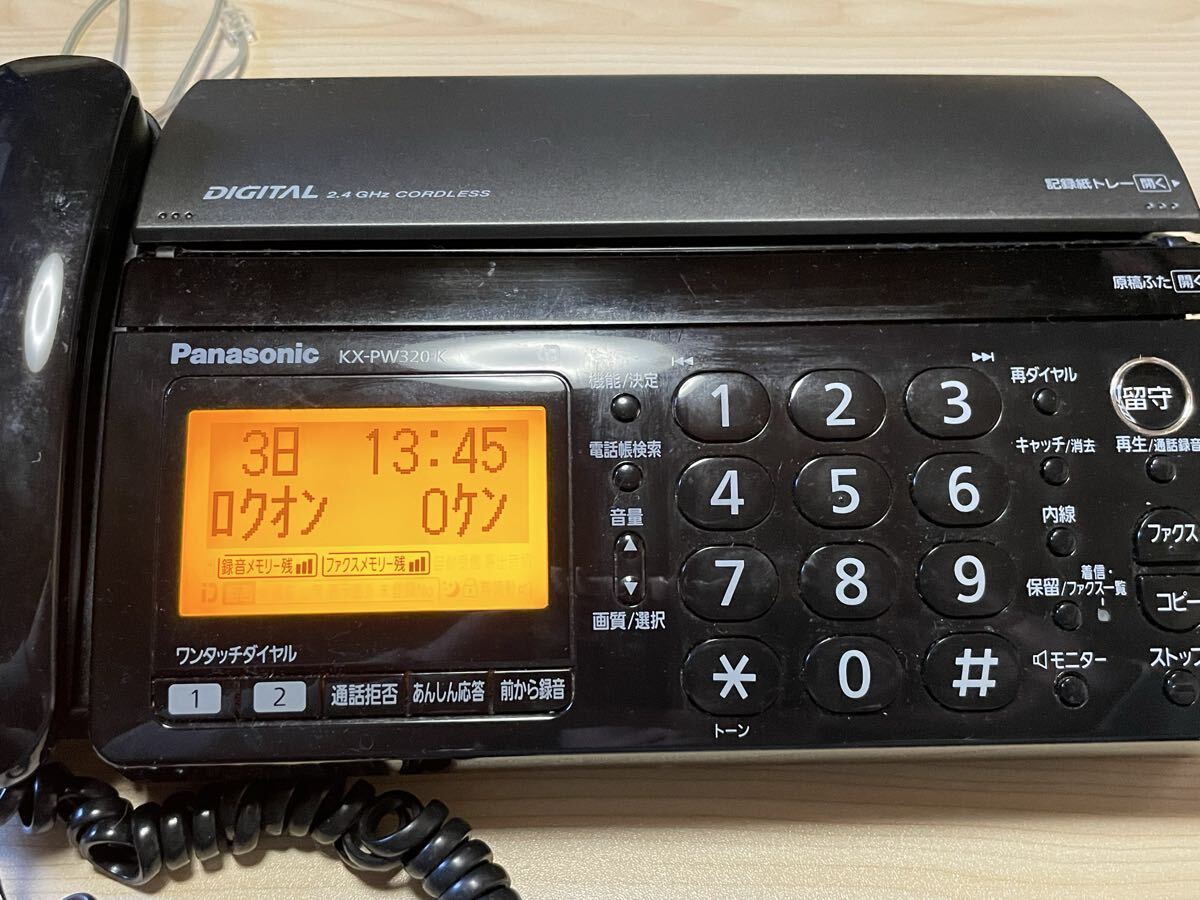 DIGITAL 2.4 GHz CORDLESS
記録紙トレー 開く
原稿ふた 開く
Panasonic KX-PW320-K
3日 13:45
ロクオン 0ケン
録音メモリー残 ファクスメモリー残
ワンタッチダイヤル
1 2 通話拒否 あんしん応答 前から録音
機能/決定
電話帳検索
音量
画質/選択
1 2 3
4 5 6
7 8 9
* 0 #
トーン
再ダイヤル
キャッチ/消去
内線
着信・
保留/ファクス一覧
モニター
留守
再生/通話録音
ファクス
コピー
ストップ